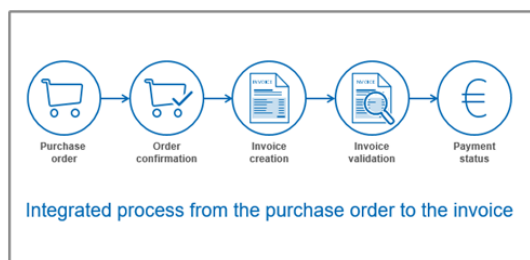 INVOICE
INVOICE
€
Purchase
order
Order
confirmation
Invoice
creation
Invoice
validation
Payment
status
Integrated process from the purchase order to the invoice